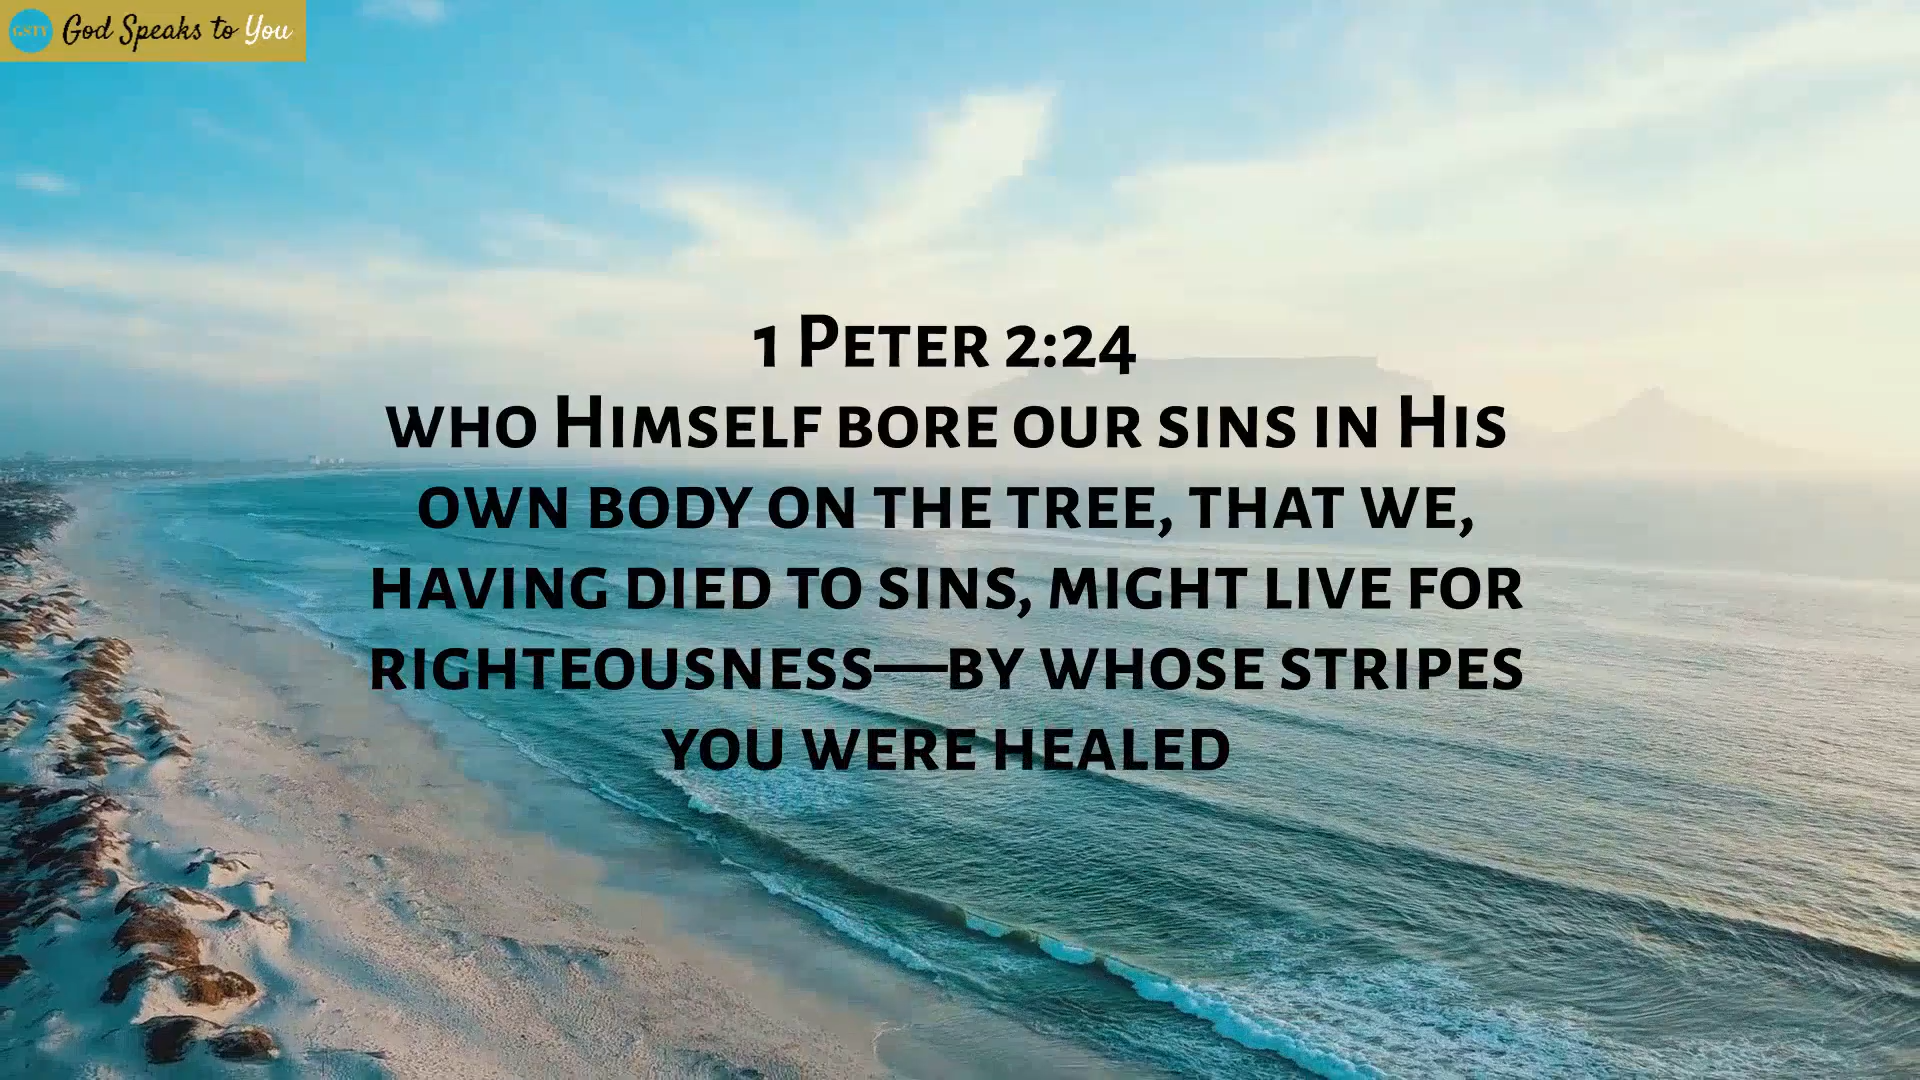 GSTY God Speaks to You
1 Peter 2:24
who Himself bore our sins in His
own body on the tree, that we,
having died to sins, might live for
righteousness—by whose stripes
you were healed